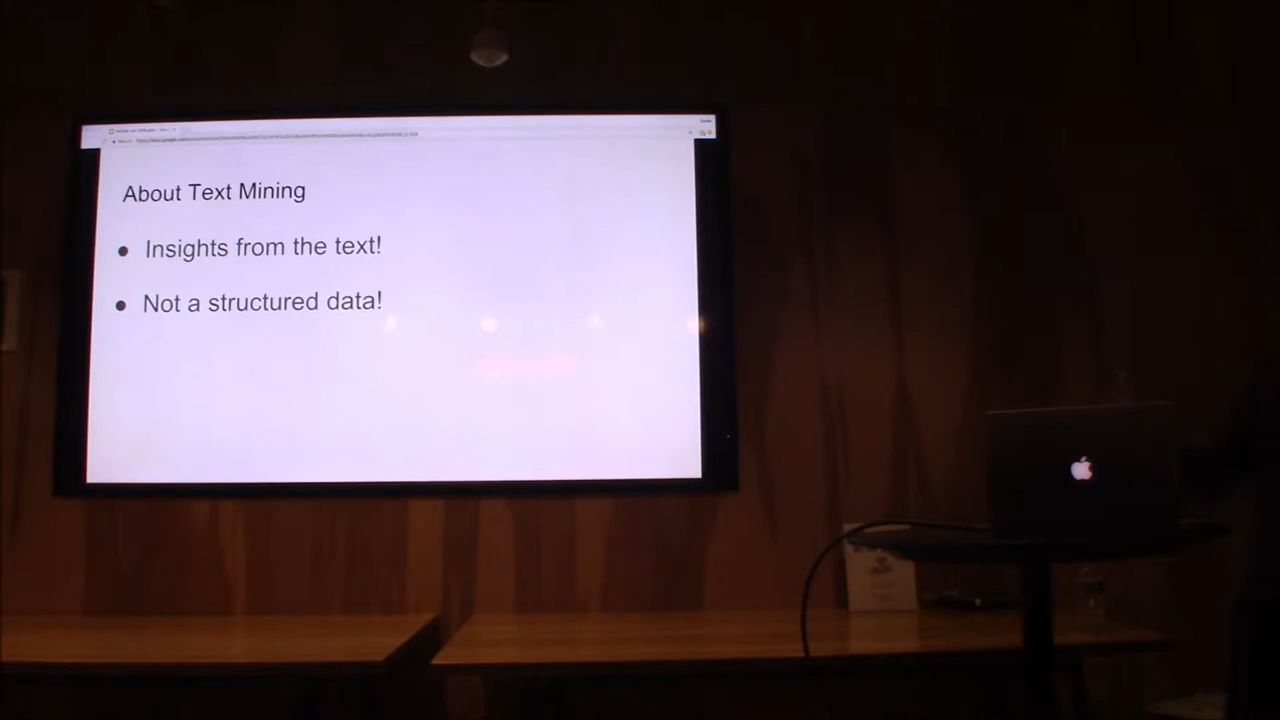 About Text Mining
● Insights from the text!
● Not a structured data!